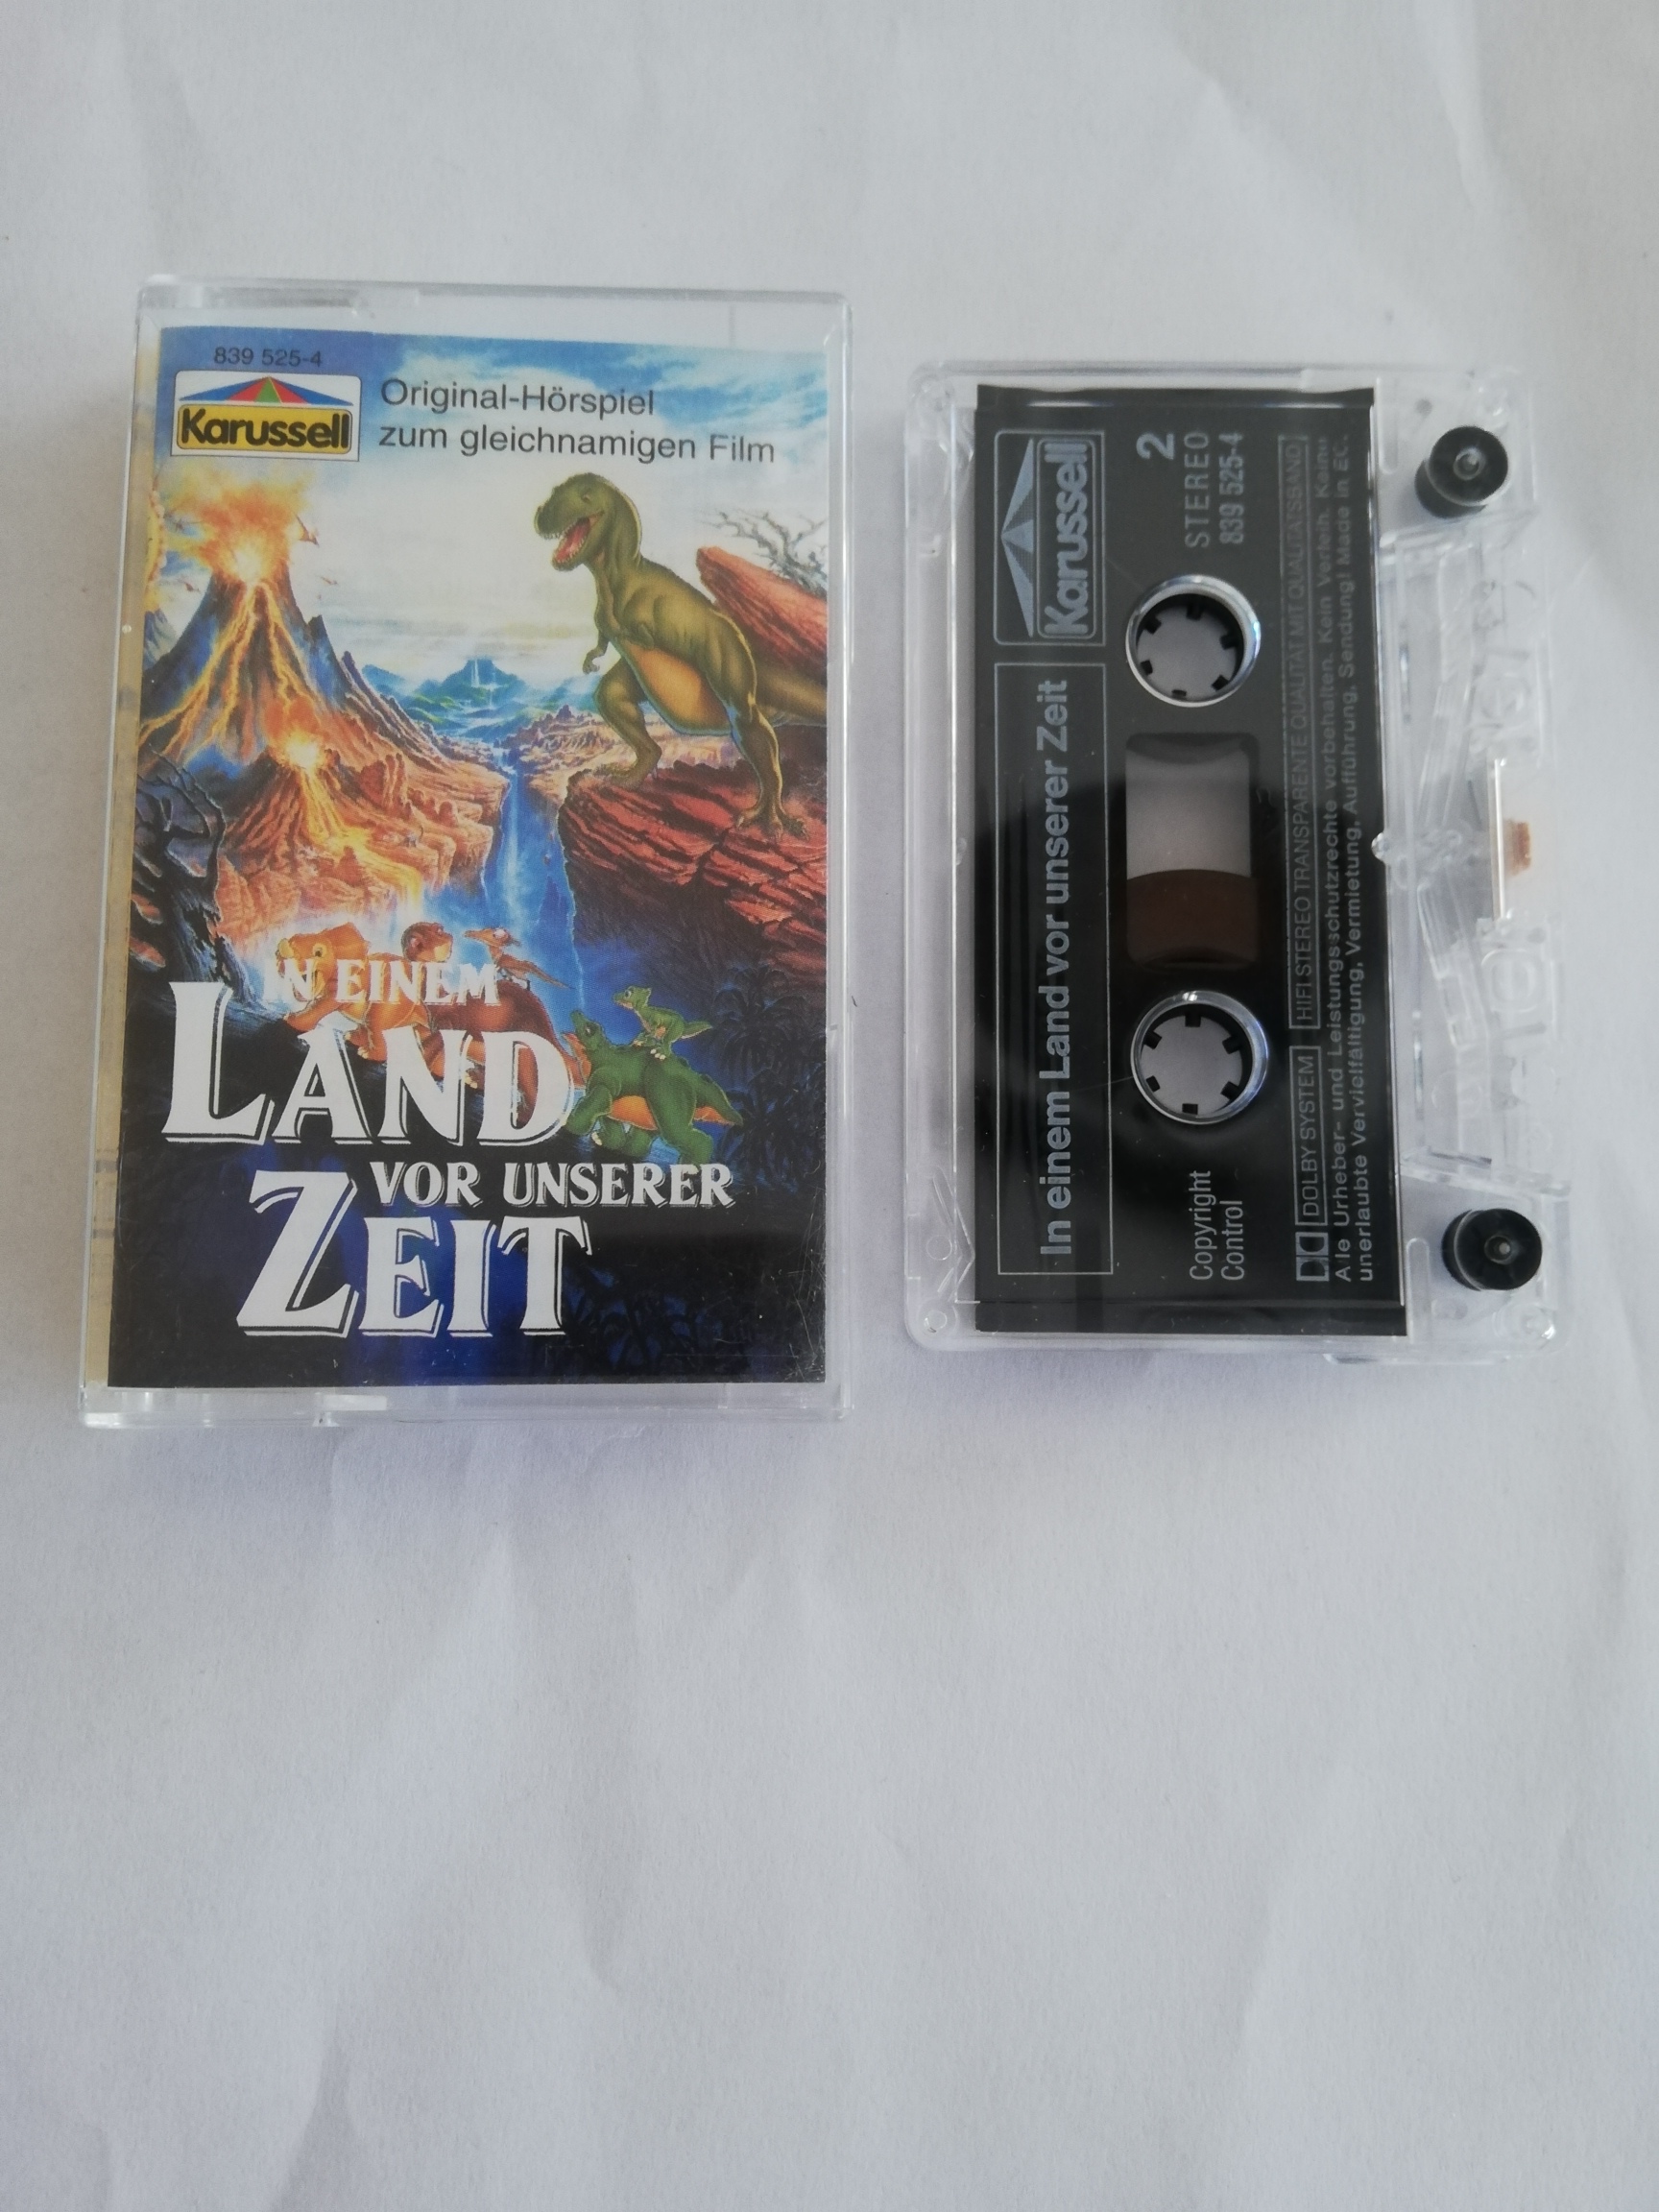 839 525-4
Karussell
Original-Hörspiel
zum gleichnamigen Film
IN EINEM
LAND
VOR UNSERER
ZEIT
Karussell
In einem Land vor unserer Zeit
2
STEREO
839 525-4
Copyright
Control
DOLBY SYSTEM
HIFI STEREO TRANSPARENTE QUALITÄT MIT QUALITÄTSBAND
Alle Urheber- und Leistungsschutzrechte vorbehalten. Kein Verleih. Keine
unerlaubte Vervielfältigung, Vermietung, Aufführung, Sendung! Made in EC.